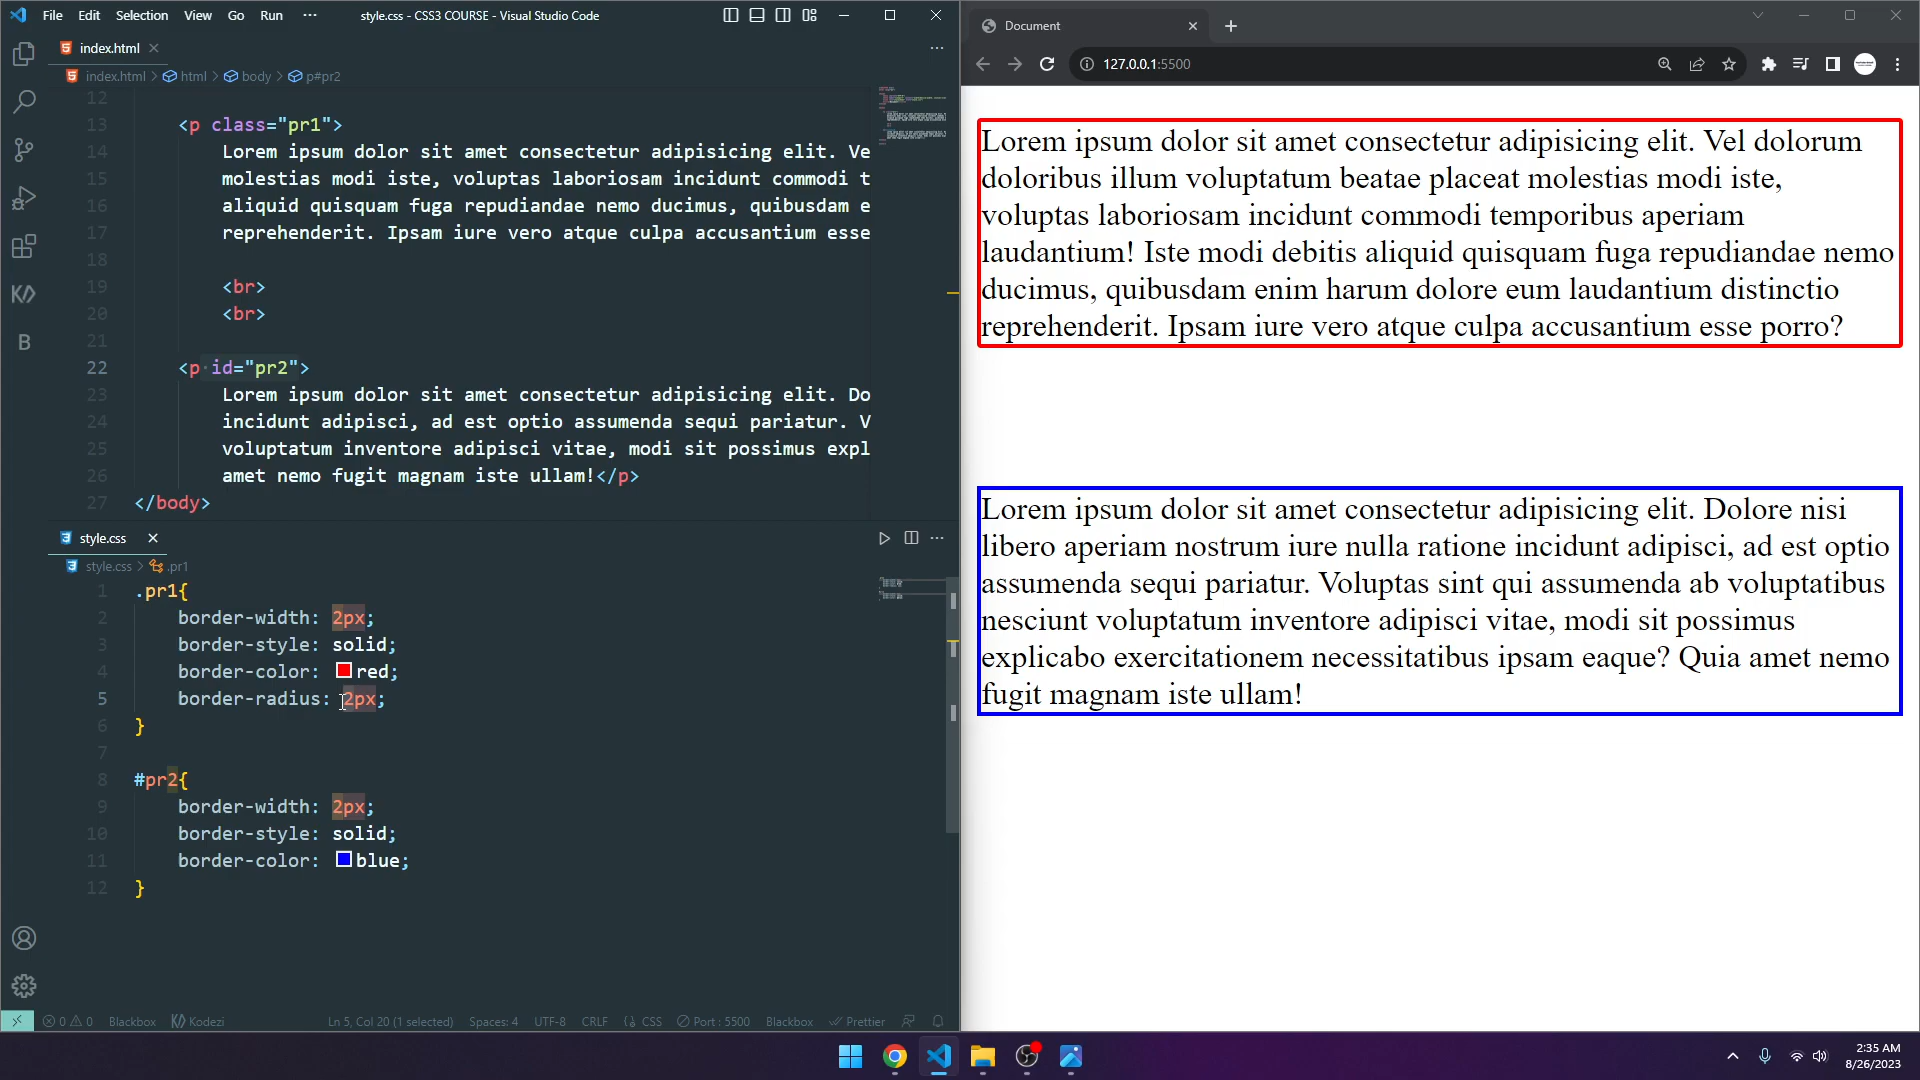 File Edit Selection View Go Run ··· style.css - CSS3 COURSE - Visual Studio Code
index.html
index.html > html > body > p#pr2
12
13 <p class="pr1">
14 Lorem ipsum dolor sit amet consectetur adipisicing elit. Ve
15 molestias modi iste, voluptas laboriosam incidunt commodi t
16 aliquid quisquam fuga repudiandae nemo ducimus, quibusdam e
17 reprehenderit. Ipsam iure vero atque culpa accusantium esse
18
19 <br>
20 <br>
21
22 <p id="pr2">
23 Lorem ipsum dolor sit amet consectetur adipisicing elit. Do
24 incidunt adipisci, ad est optio assumenda sequi pariatur. V
25 voluptatum inventore adipisci vitae, modi sit possimus expl
26 amet nemo fugit magnam iste ullam!</p>
27 </body>
style.css
style.css > .pr1
1 .pr1{
2 border-width: 2px;
3 border-style: solid;
4 border-color: red;
5 border-radius: 2px;
6 }
7
8 #pr2{
9 border-width: 2px;
10 border-style: solid;
11 border-color: blue;
12 }
B
0 0 Blackbox Kodezi Ln 5, Col 20 (1 selected) Spaces: 4 UTF-8 CRLF {} CSS Port : 5500 Blackbox Prettier
Document
127.0.0.1:5500
Lorem ipsum dolor sit amet consectetur adipisicing elit. Vel dolorum
doloribus illum voluptatum beatae placeat molestias modi iste,
voluptas laboriosam incidunt commodi temporibus aperiam
laudantium! Iste modi debitis aliquid quisquam fuga repudiandae nemo
ducimus, quibusdam enim harum dolore eum laudantium distinctio
reprehenderit. Ipsam iure vero atque culpa accusantium esse porro?
Lorem ipsum dolor sit amet consectetur adipisicing elit. Dolore nisi
libero aperiam nostrum iure nulla ratione incidunt adipisci, ad est optio
assumenda sequi pariatur. Voluptas sint qui assumenda ab voluptatibus
nesciunt voluptatum inventore adipisci vitae, modi sit possimus
explicabo exercitationem necessitatibus ipsam eaque? Quia amet nemo
fugit magnam iste ullam!
2:35 AM
8/26/2023